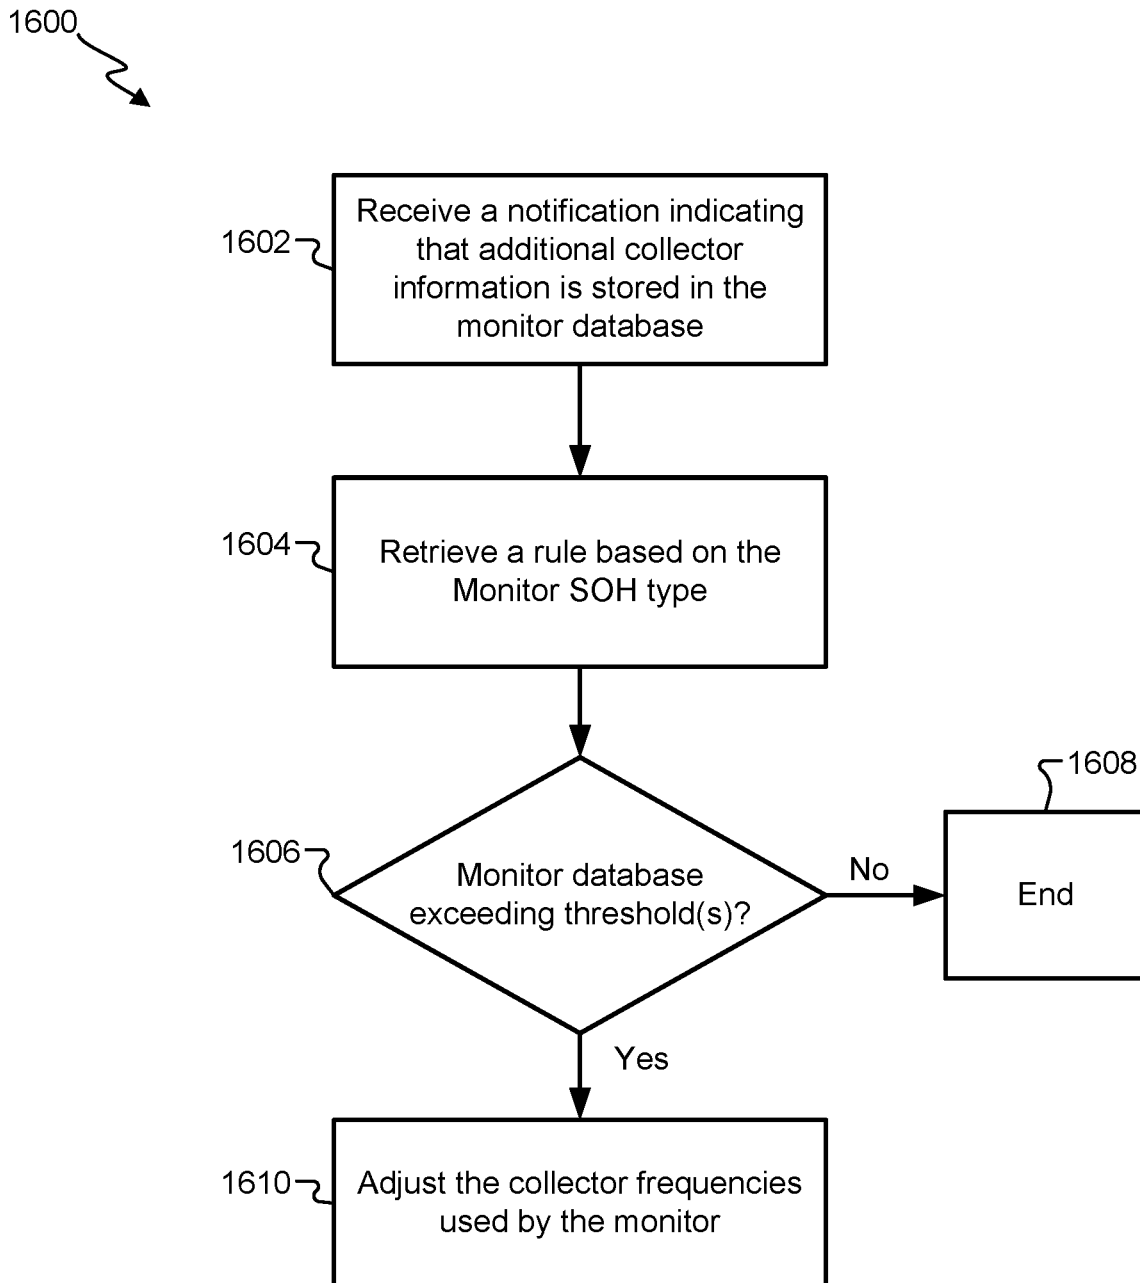 1600
1602
Receive a notification indicating
that additional collector
information is stored in the
monitor database
1604
Retrieve a rule based on the
Monitor SOH type
1606
Monitor database
exceeding threshold(s)?
No
1608
End
Yes
1610
Adjust the collector frequencies
used by the monitor